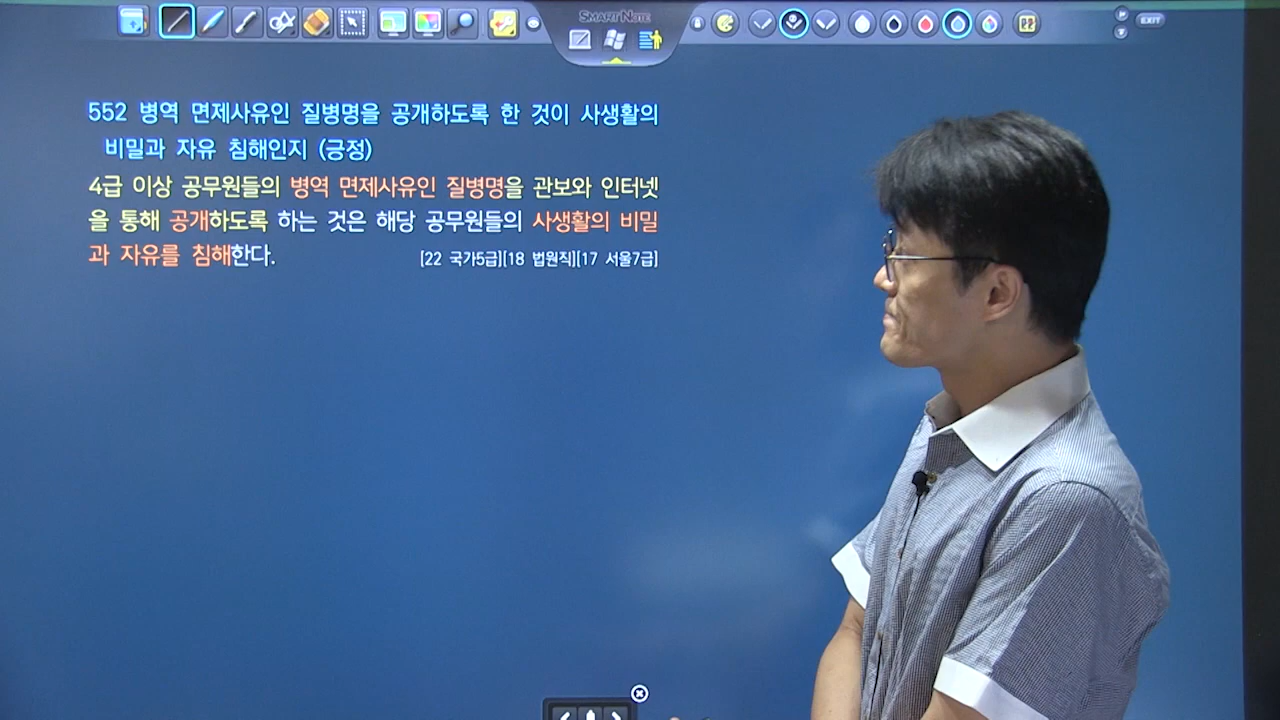 SMARTNOTE
EXIT
552 병역 면제사유인 질병명을 공개하도록 한 것이 사생활의
비밀과 자유 침해인지 (긍정)
4급 이상 공무원들의 병역 면제사유인 질병명을 관보와 인터넷
을 통해 공개하도록 하는 것은 해당 공무원들의 사생활의 비밀
과 자유를 침해한다.
[22 국가5급][18 법원직][17 서울7급]